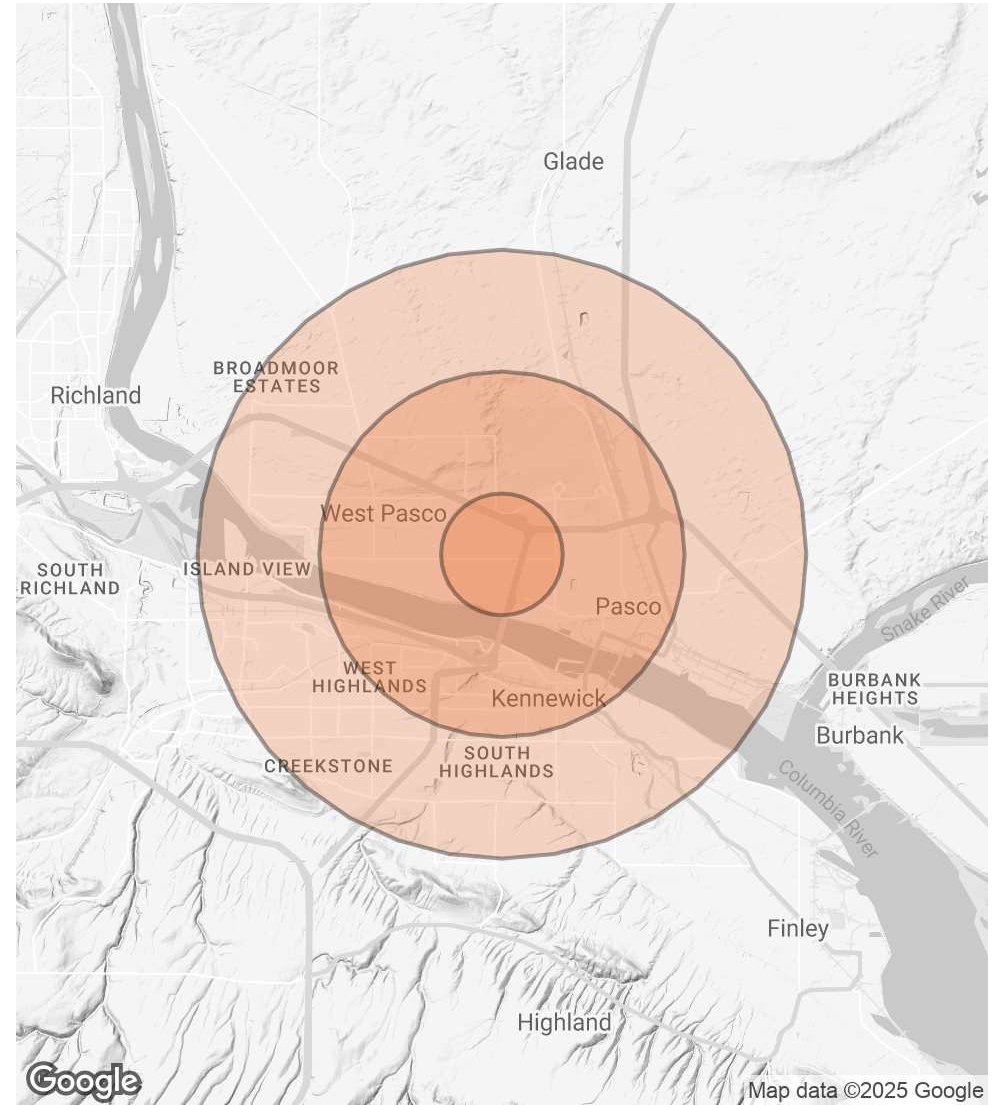 Glade
BROADMOOR
ESTATES
Richland
West Pasco
ISLAND VIEW
SOUTH
RICHLAND
Pasco
Snake River
WEST
HIGHLANDS
Kennewick
BURBANK
HEIGHTS
Burbank
SOUTH
HIGHLANDS
CREEKSTONE
Columbia River
Finley
Highland
Google
Map data ©2025 Google